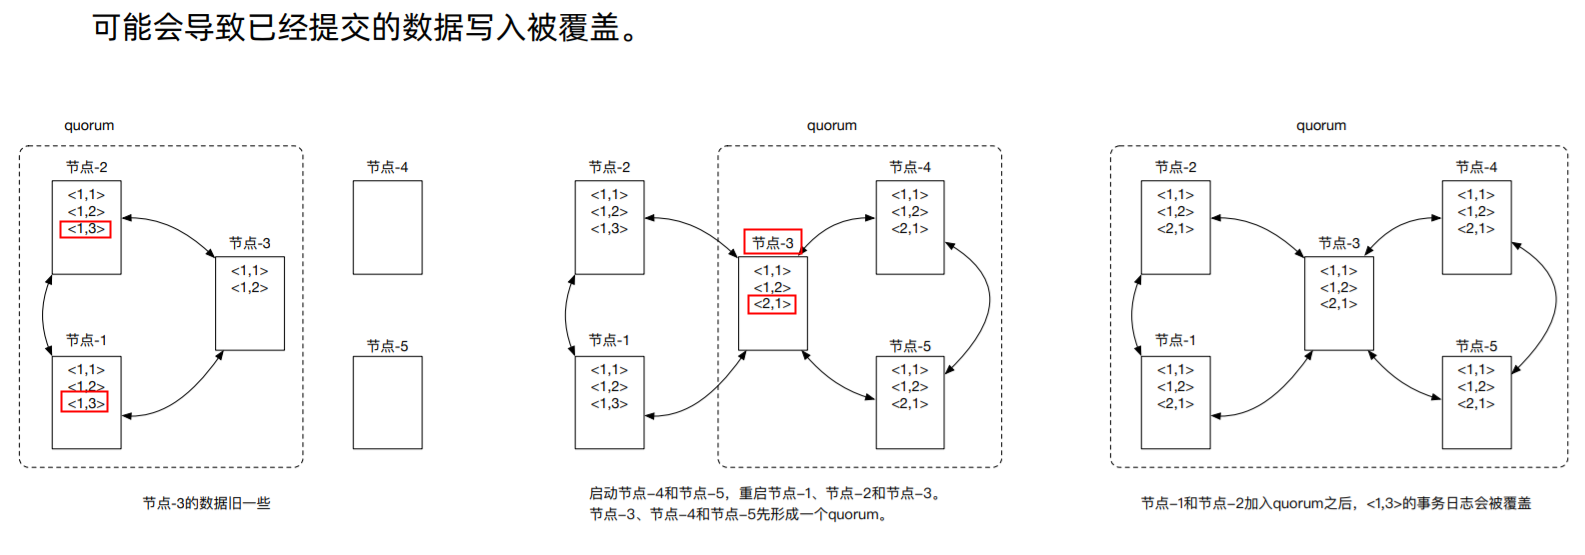 可能会导致已经提交的数据写入被覆盖。
quorum
节点-2
<1,1>
<1,2>
<1,3>
节点-3
<1,1>
<1,2>
节点-1
<1,1>
<1,2>
<1,3>
节点-4
节点-5
节点-3的数据旧一些
quorum
节点-2
<1,1>
<1,2>
<1,3>
节点-1
<1,1>
<1,2>
<1,3>
节点-3
<1,1>
<1,2>
<2,1>
节点-4
<1,1>
<1,2>
<2,1>
节点-5
<1,1>
<1,2>
<2,1>
启动节点-4和节点-5，重启节点-1、节点-2和节点-3。
节点-3、节点-4和节点-5先形成一个quorum。
quorum
节点-2
<1,1>
<1,2>
<2,1>
节点-1
<1,1>
<1,2>
<2,1>
节点-3
<1,1>
<1,2>
<2,1>
节点-4
<1,1>
<1,2>
<2,1>
节点-5
<1,1>
<1,2>
<2,1>
节点-1和节点-2加入quorum之后，<1,3>的事务日志会被覆盖